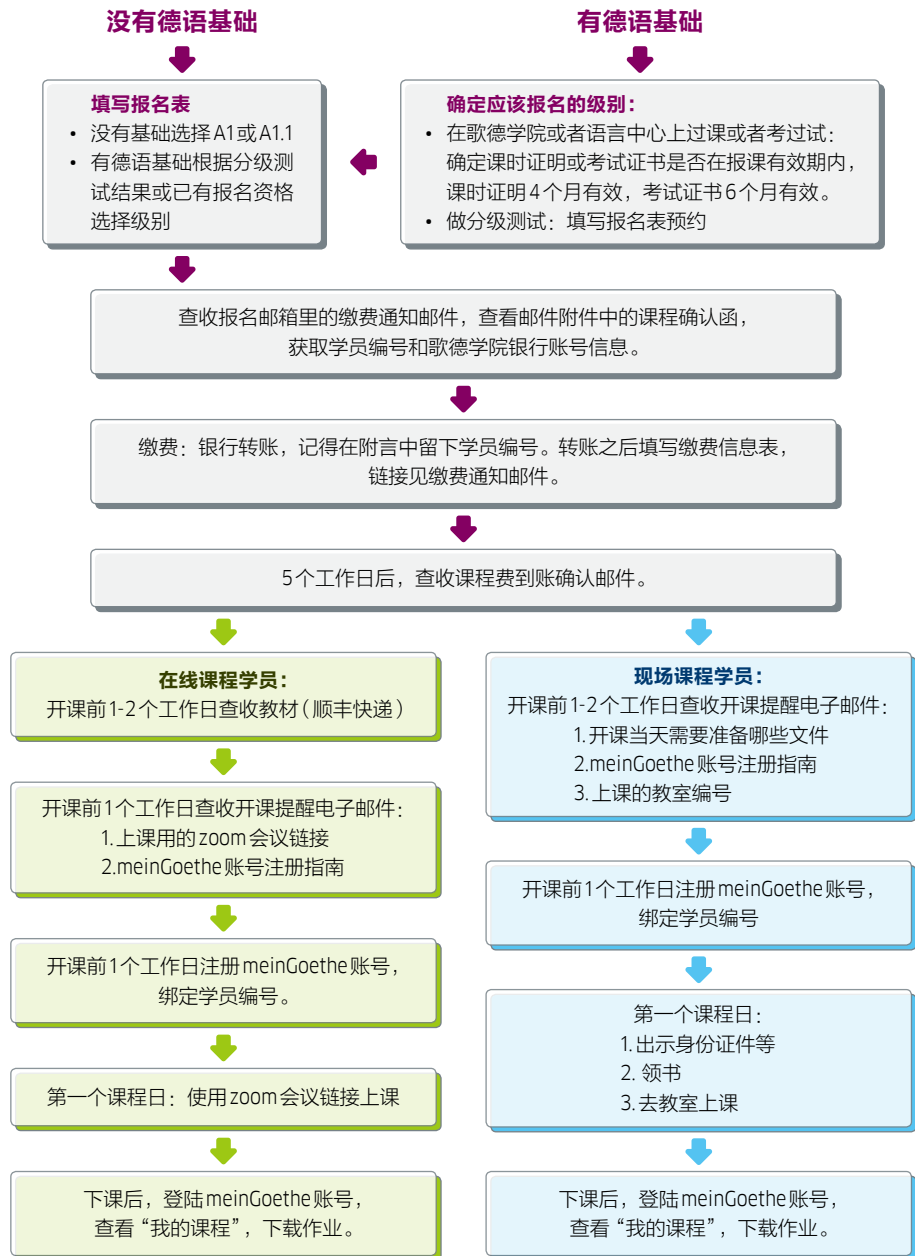 没有德语基础
有德语基础
填写报名表
• 没有基础选择A1或A1.1
• 有德语基础根据分级测
试结果或已有报名资格
选择级别
确定应该报名的级别：
• 在歌德学院或者语言中心上过课或者考过试：
确定课时证明或考试证书是否在报课有效期内，
课时证明4个月有效，考试证书6个月有效。
• 做分级测试：填写报名表预约
查收报名邮箱里的缴费通知邮件，查看邮件附件中的课程确认函，
获取学员编号和歌德学院银行账号信息。
缴费：银行转账，记得在附言中留下学员编号。转账之后填写缴费信息表，
链接见缴费通知邮件。
5个工作日后，查收课程费到账确认邮件。
在线课程学员：
开课前1-2个工作日查收教材（顺丰快递）
开课前1个工作日查收开课提醒电子邮件：
1.上课用的zoom会议链接
2.meinGoethe账号注册指南
开课前1个工作日注册meinGoethe账号，
绑定学员编号。
第一个课程日：使用zoom会议链接上课
下课后，登陆meinGoethe账号，
查看“我的课程”，下载作业。
现场课程学员：
开课前1-2个工作日查收开课提醒电子邮件：
1.开课当天需要准备哪些文件
2.meinGoethe账号注册指南
3.上课的教室编号
开课前1个工作日注册meinGoethe账号，
绑定学员编号
第一个课程日：
1.出示身份证件等
2. 领书
3.去教室上课
下课后，登陆meinGoethe账号，
查看“我的课程”，下载作业。